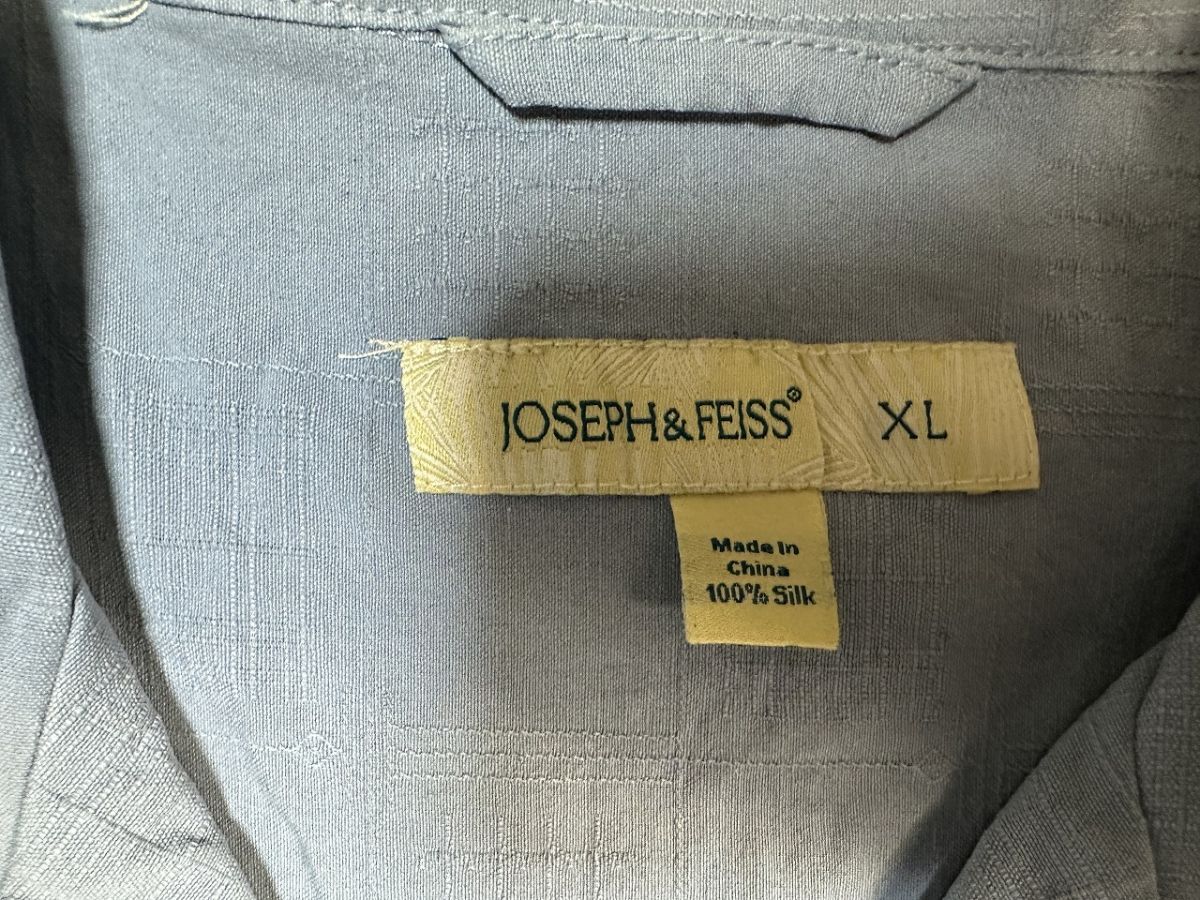 JOSEPH & FEISS® XL
Made In
China
100% Silk